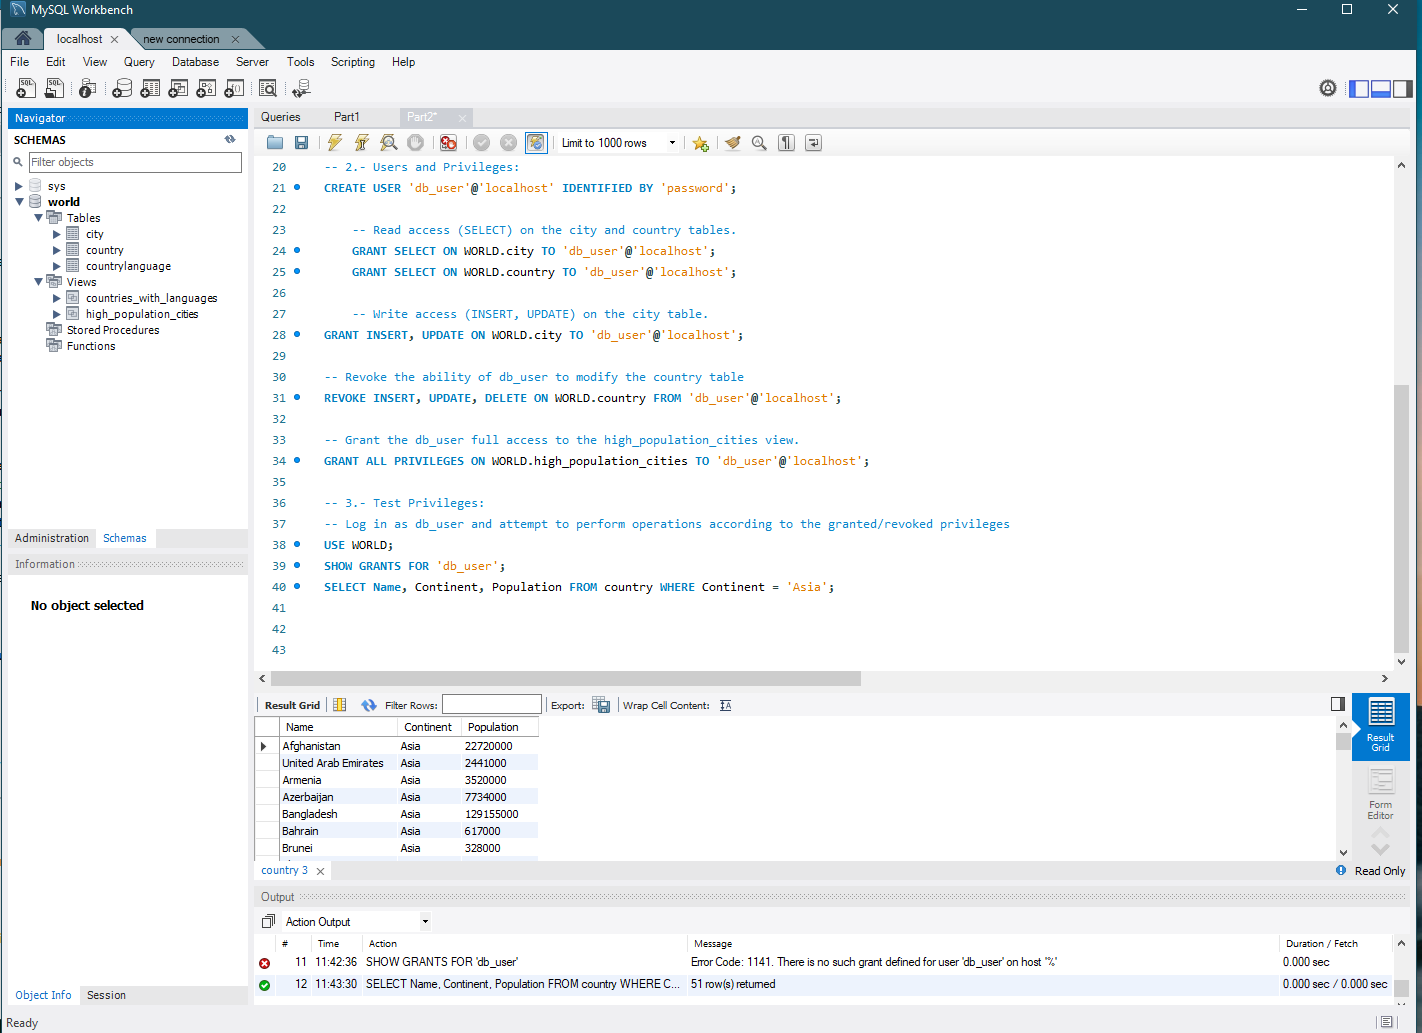 MySQL Workbench
localhost
new connection
File Edit View Query Database Server Tools Scripting Help
Navigator
SCHEMAS
Filter objects
sys
world
Tables
city
country
countrylanguage
Views
countries_with_languages
high_population_cities
Stored Procedures
Functions
Administration Schemas
Information
No object selected
Object Info Session
Queries Part1 Part2*
Limit to 1000 rows
20 -- 2.- Users and Privileges:
21 CREATE USER 'db_user'@'localhost' IDENTIFIED BY 'password';
22
23 -- Read access (SELECT) on the city and country tables.
24 GRANT SELECT ON WORLD.city TO 'db_user'@'localhost';
25 GRANT SELECT ON WORLD.country TO 'db_user'@'localhost';
26
27 -- Write access (INSERT, UPDATE) on the city table.
28 GRANT INSERT, UPDATE ON WORLD.city TO 'db_user'@'localhost';
29
30 -- Revoke the ability of db_user to modify the country table
31 REVOKE INSERT, UPDATE, DELETE ON WORLD.country FROM 'db_user'@'localhost';
32
33 -- Grant the db_user full access to the high_population_cities view.
34 GRANT ALL PRIVILEGES ON WORLD.high_population_cities TO 'db_user'@'localhost';
35
36 -- 3.- Test Privileges:
37 -- Log in as db_user and attempt to perform operations according to the granted/revoked privileges
38 USE WORLD;
39 SHOW GRANTS FOR 'db_user';
40 SELECT Name, Continent, Population FROM country WHERE Continent = 'Asia';
41
42
43
Result Grid Filter Rows: Export: Wrap Cell Content:
Name Continent Population
Afghanistan Asia 22720000
United Arab Emirates Asia 2441000
Armenia Asia 3520000
Azerbaijan Asia 7734000
Bangladesh Asia 129155000
Bahrain Asia 617000
Brunei Asia 328000
Result
Grid
Form
Editor
country 3
Read Only
Output
Action Output
# Time Action Message Duration / Fetch
11 11:42:36 SHOW GRANTS FOR 'db_user' Error Code: 1141. There is no such grant defined for user 'db_user' on host '%' 0.000 sec
12 11:43:30 SELECT Name, Continent, Population FROM country WHERE C... 51 row(s) returned 0.000 sec / 0.000 sec
Ready